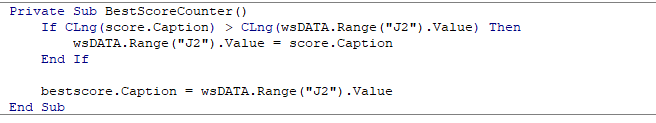 Private Sub BestScoreCounter()
    If CLng(score.Caption) > CLng(wsDATA.Range("J2").Value) Then
        wsDATA.Range("J2").Value = score.Caption
    End If

    bestscore.Caption = wsDATA.Range("J2").Value
End Sub